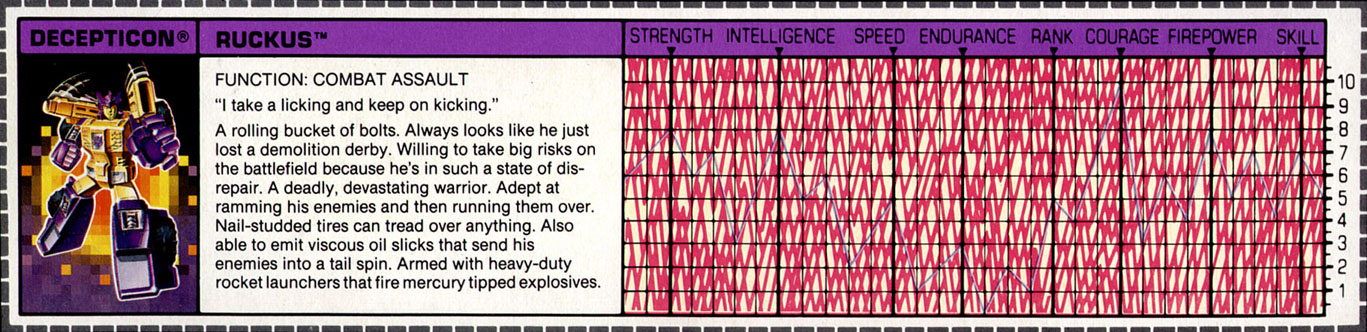 DECEPTICON®
RUCKUS™
STRENGTH INTELLIGENCE SPEED ENDURANCE RANK COURAGE FIREPOWER SKILL
FUNCTION: COMBAT ASSAULT
“I take a licking and keep on kicking.”
A rolling bucket of bolts. Always looks like he just
lost a demolition derby. Willing to take big risks on
the battlefield because he's in such a state of dis-
repair. A deadly, devastating warrior. Adept at
ramming his enemies and then running them over.
Nail-studded tires can tread over anything. Also
able to emit viscous oil slicks that send his
enemies into a tail spin. Armed with heavy-duty
rocket launchers that fire mercury tipped explosives.
10
9
8
7
6
5
4
3
2
1